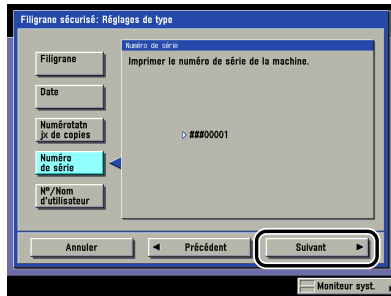 Filigrane sécurisé: Réglages de type
Numéro de série
Filigrane
Imprimer le numéro de série de la machine.
Date
Numérotatn
jx de copies
###00001
Numéro
de série
Nº/Nom
d'utilisateur
Annuler
Précédent
Suivant
Moniteur syst.